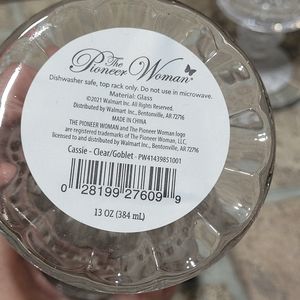 The
Pioneer Woman
Dishwasher safe, top rack only. Do not use in microwave.
Material: Glass
©2021 Walmart Inc. All Rights Reserved.
Distributed by Walmart Inc., Bentonville, AR 72716
MADE IN CHINA
THE PIONEER WOMAN and The Pioneer Woman logo
are registered trademarks of The Pioneer Woman, Inc.,
licensed to and distributed by Walmart Inc., Bentonville, AR 72716
Cassie - Clear/Goblet - PW41439851001
0 28199 27609 9
13 OZ (384 mL)